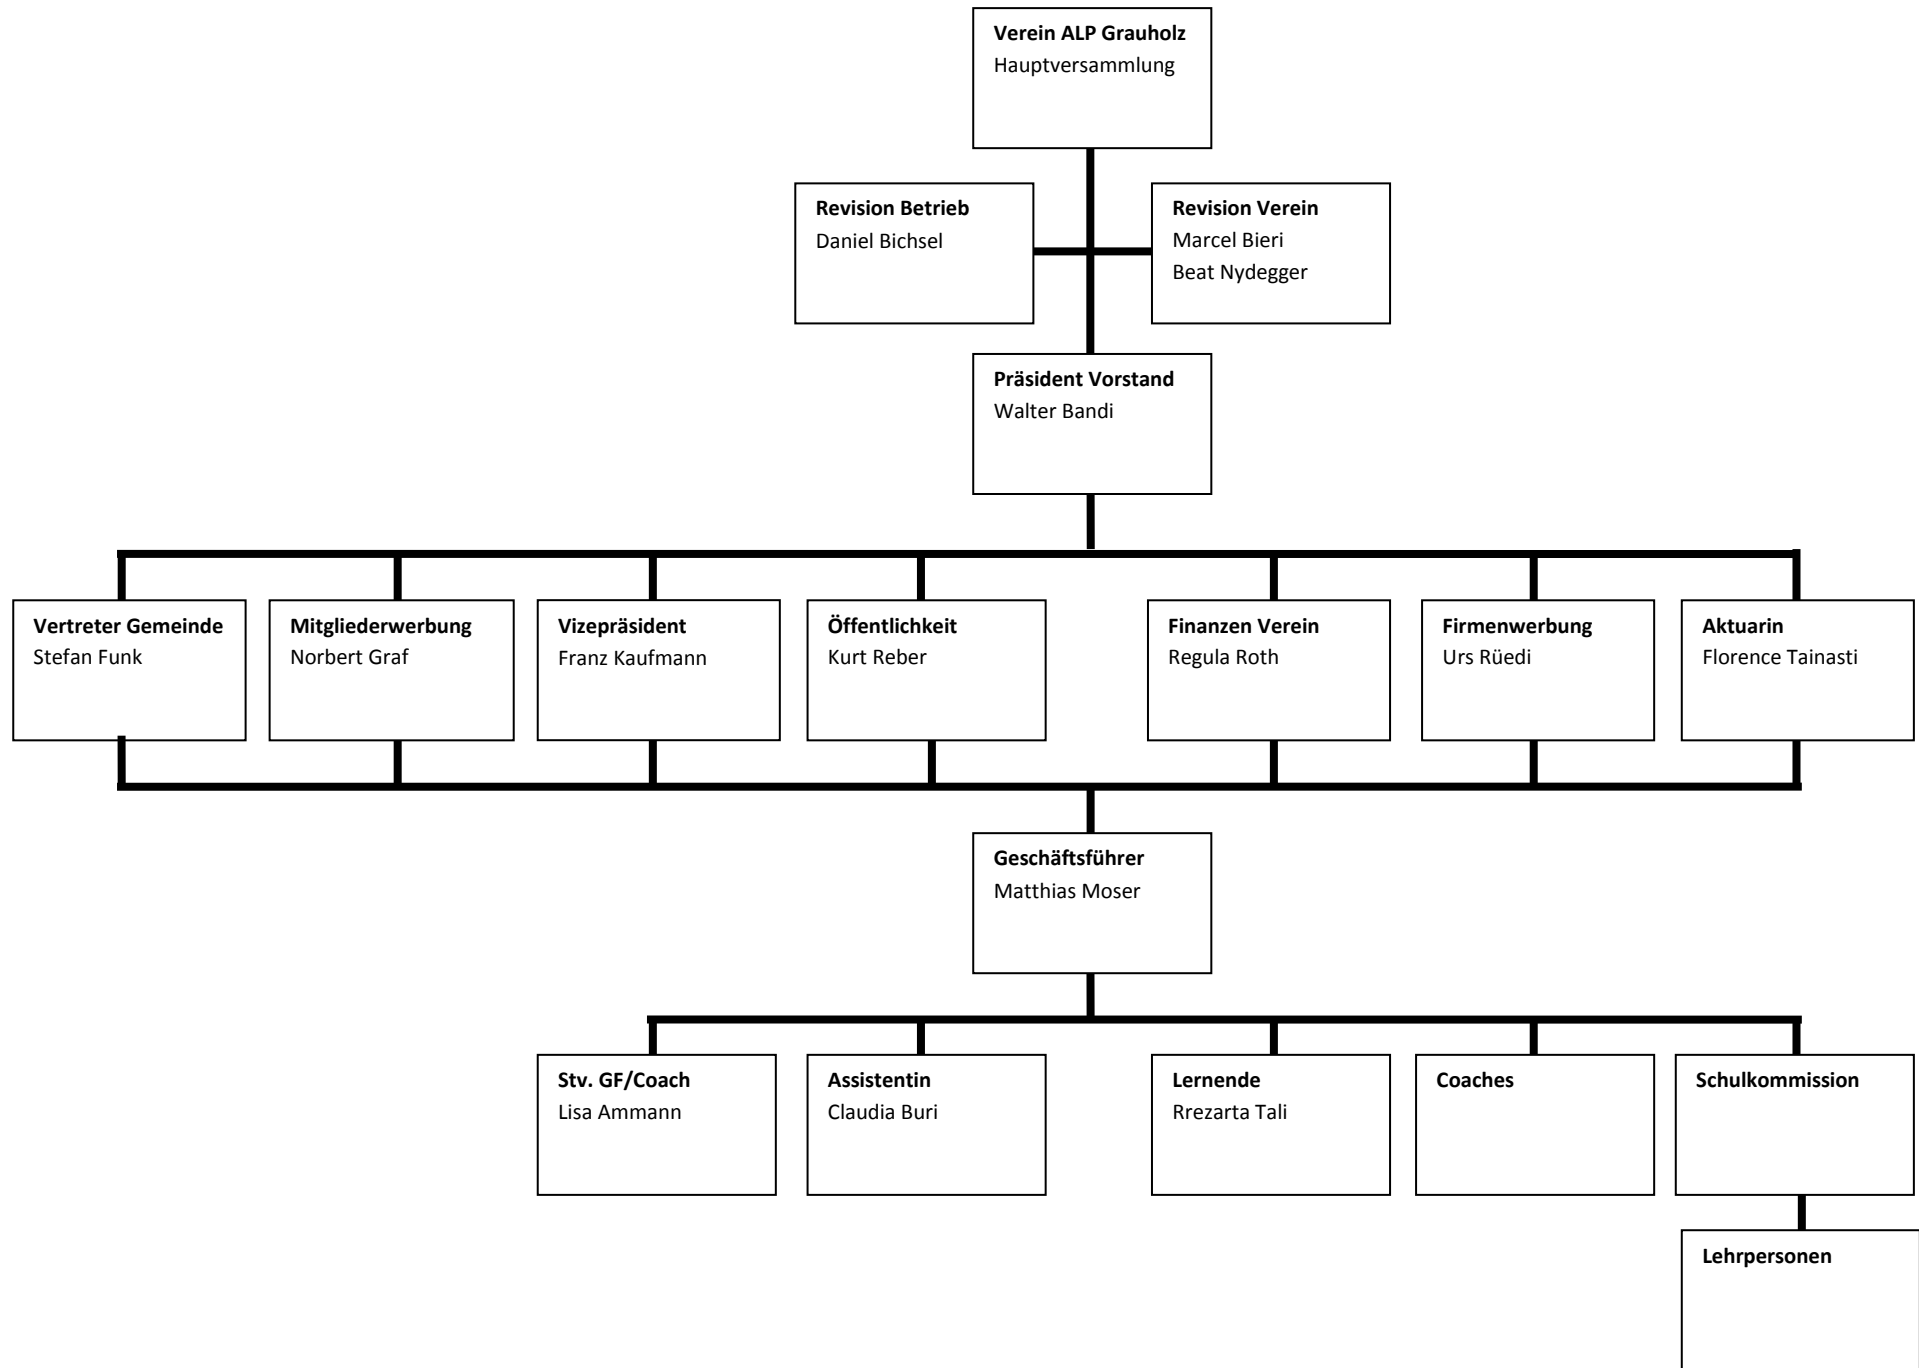 Verein ALP Grauholz
Hauptversammlung
Revision Betrieb
Daniel Bichsel
Revision Verein
Marcel Bieri
Beat Nydegger
Präsident Vorstand
Walter Bandi
Vertreter Gemeinde
Stefan Funk
Mitgliederwerbung
Norbert Graf
Vizepräsident
Franz Kaufmann
Öffentlichkeit
Kurt Reber
Finanzen Verein
Regula Roth
Firmenwerbung
Urs Rüedi
Aktuarin
Florence Tainasti
Geschäftsführer
Matthias Moser
Stv. GF/Coach
Lisa Ammann
Assistentin
Claudia Buri
Lernende
Rrezarta Tali
Coaches
Schulkommission
Lehrpersonen